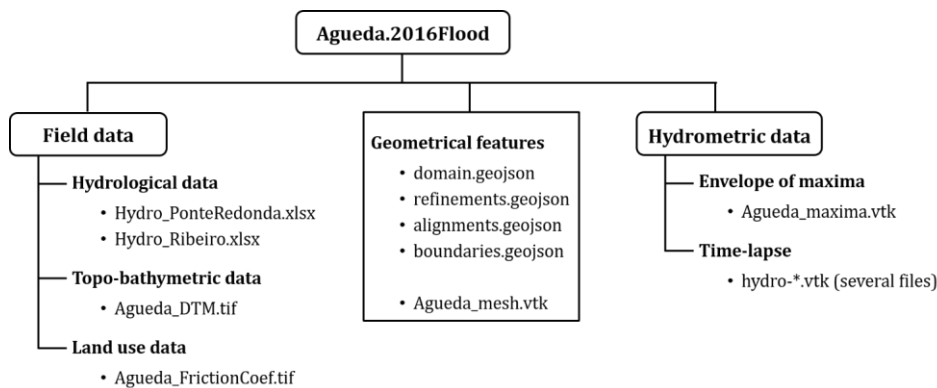 Agueda.2016Flood
Field data
Hydrological data
• Hydro_PonteRedonda.xlsx
• Hydro_Ribeiro.xlsx
Topo-bathymetric data
• Agueda_DTM.tif
Land use data
• Agueda_FrictionCoef.tif
Geometrical features
• domain.geojson
• refinements.geojson
• alignments.geojson
• boundaries.geojson
• Agueda_mesh.vtk
Hydrometric data
Envelope of maxima
• Agueda_maxima.vtk
Time-lapse
• hydro-*.vtk (several files)